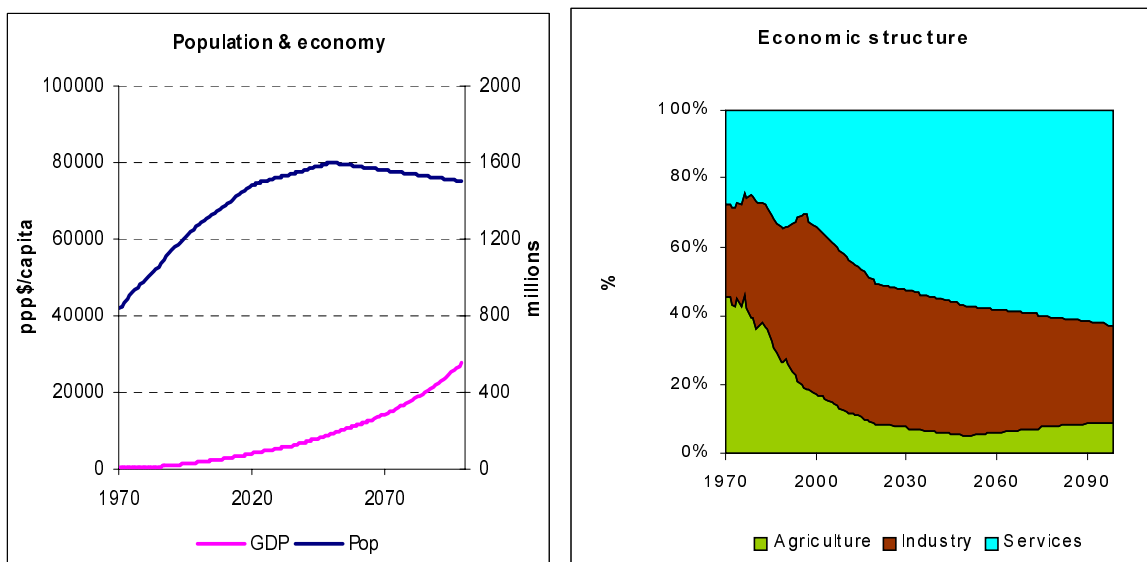 Population & economy
100000
80000
60000
40000
20000
0
ppp$/capita
2000
1600
1200
800
400
0
millions
1970 2020 2070
GDP Pop
Economic structure
100%
80%
60%
40%
20%
0%
%
1970 2000 2030 2060 2090
Agriculture Industry Services